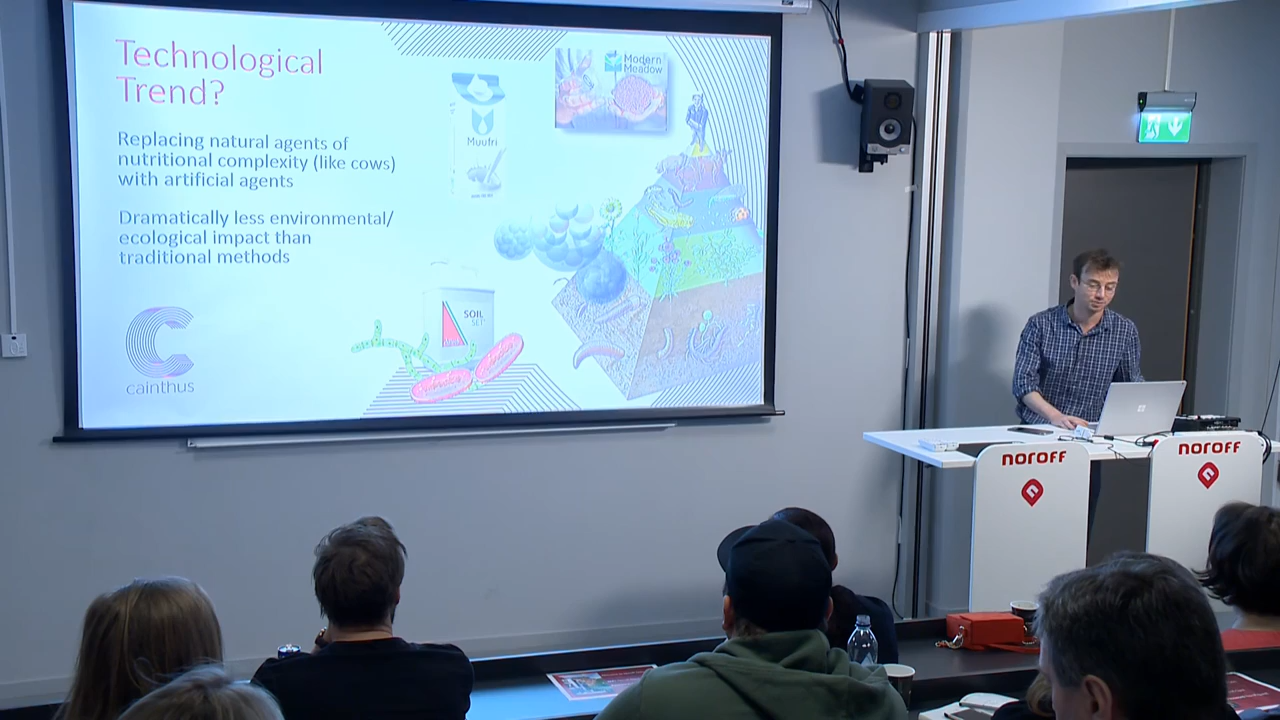 Technological
Trend?
Replacing natural agents of
nutritional complexity (like cows)
with artificial agents
Dramatically less environmental/
ecological impact than
traditional methods
cainthus
Muufri
Modern
Meadow
SOIL
SET
noroff
noroff